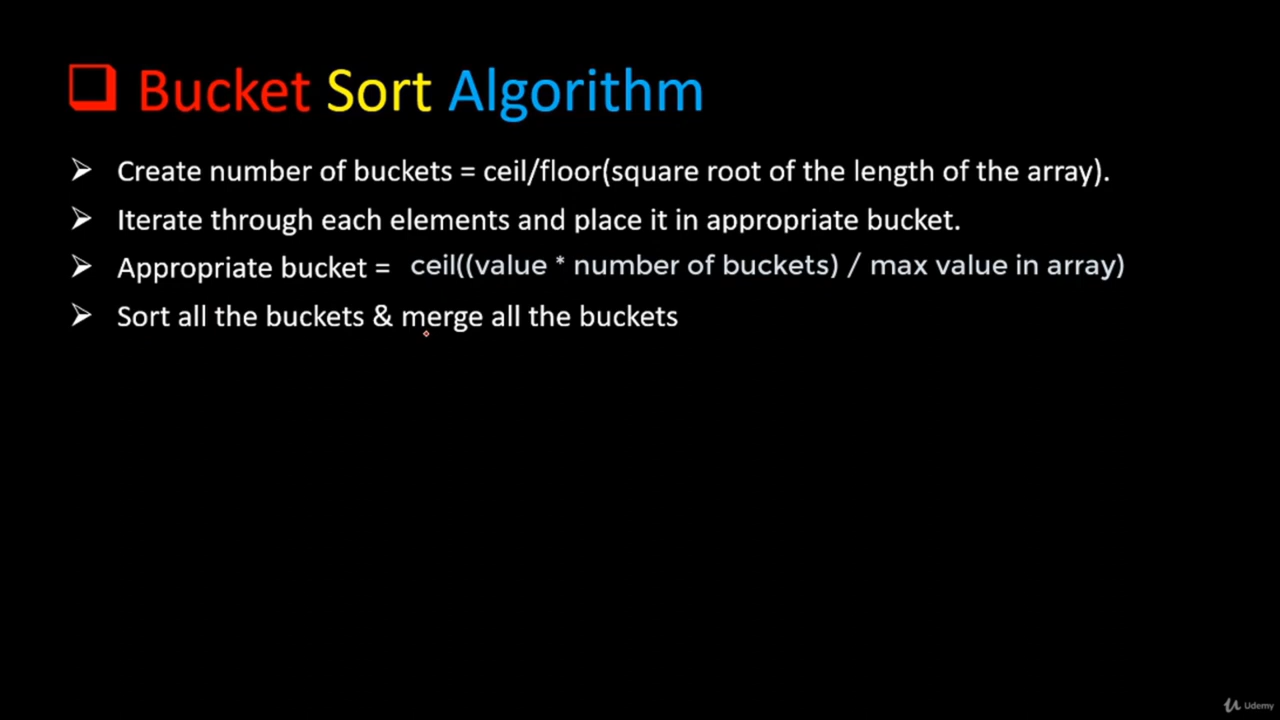 Bucket Sort Algorithm
Create number of buckets = ceil/floor(square root of the length of the array).
Iterate through each elements and place it in appropriate bucket.
Appropriate bucket = ceil((value * number of buckets) / max value in array)
Sort all the buckets & merge all the buckets
Udemy